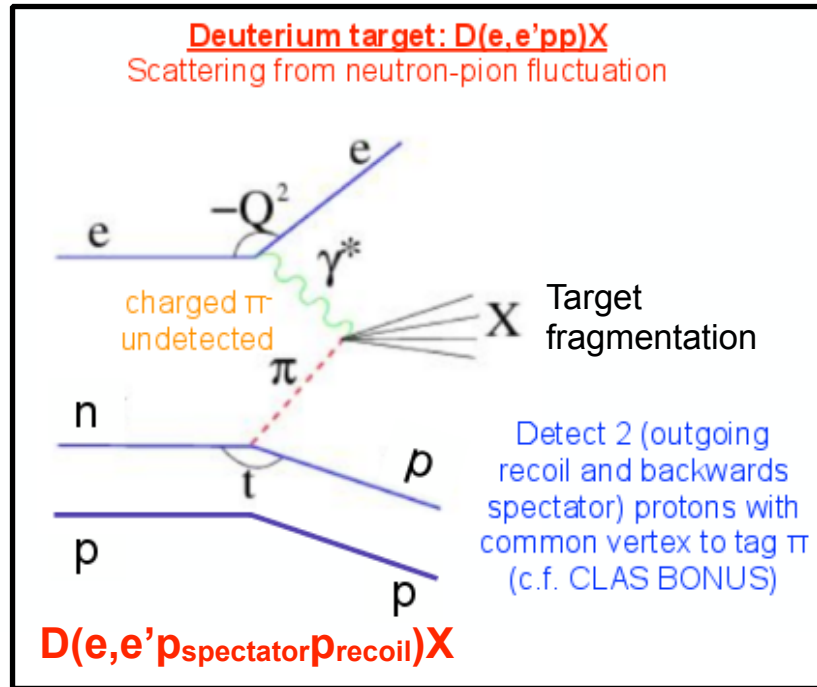 Deuterium target: D(e,e'pp)X
Scattering from neutron-pion fluctuation
e
−Q²
e
γ*
charged π-
undetected
X
Target
fragmentation
π
n
p
t
Detect 2 (outgoing
recoil and backwards
spectator) protons with
common vertex to tag π
(c.f. CLAS BONUS)
p
p
D(e,e'pspectatorprecoil)X